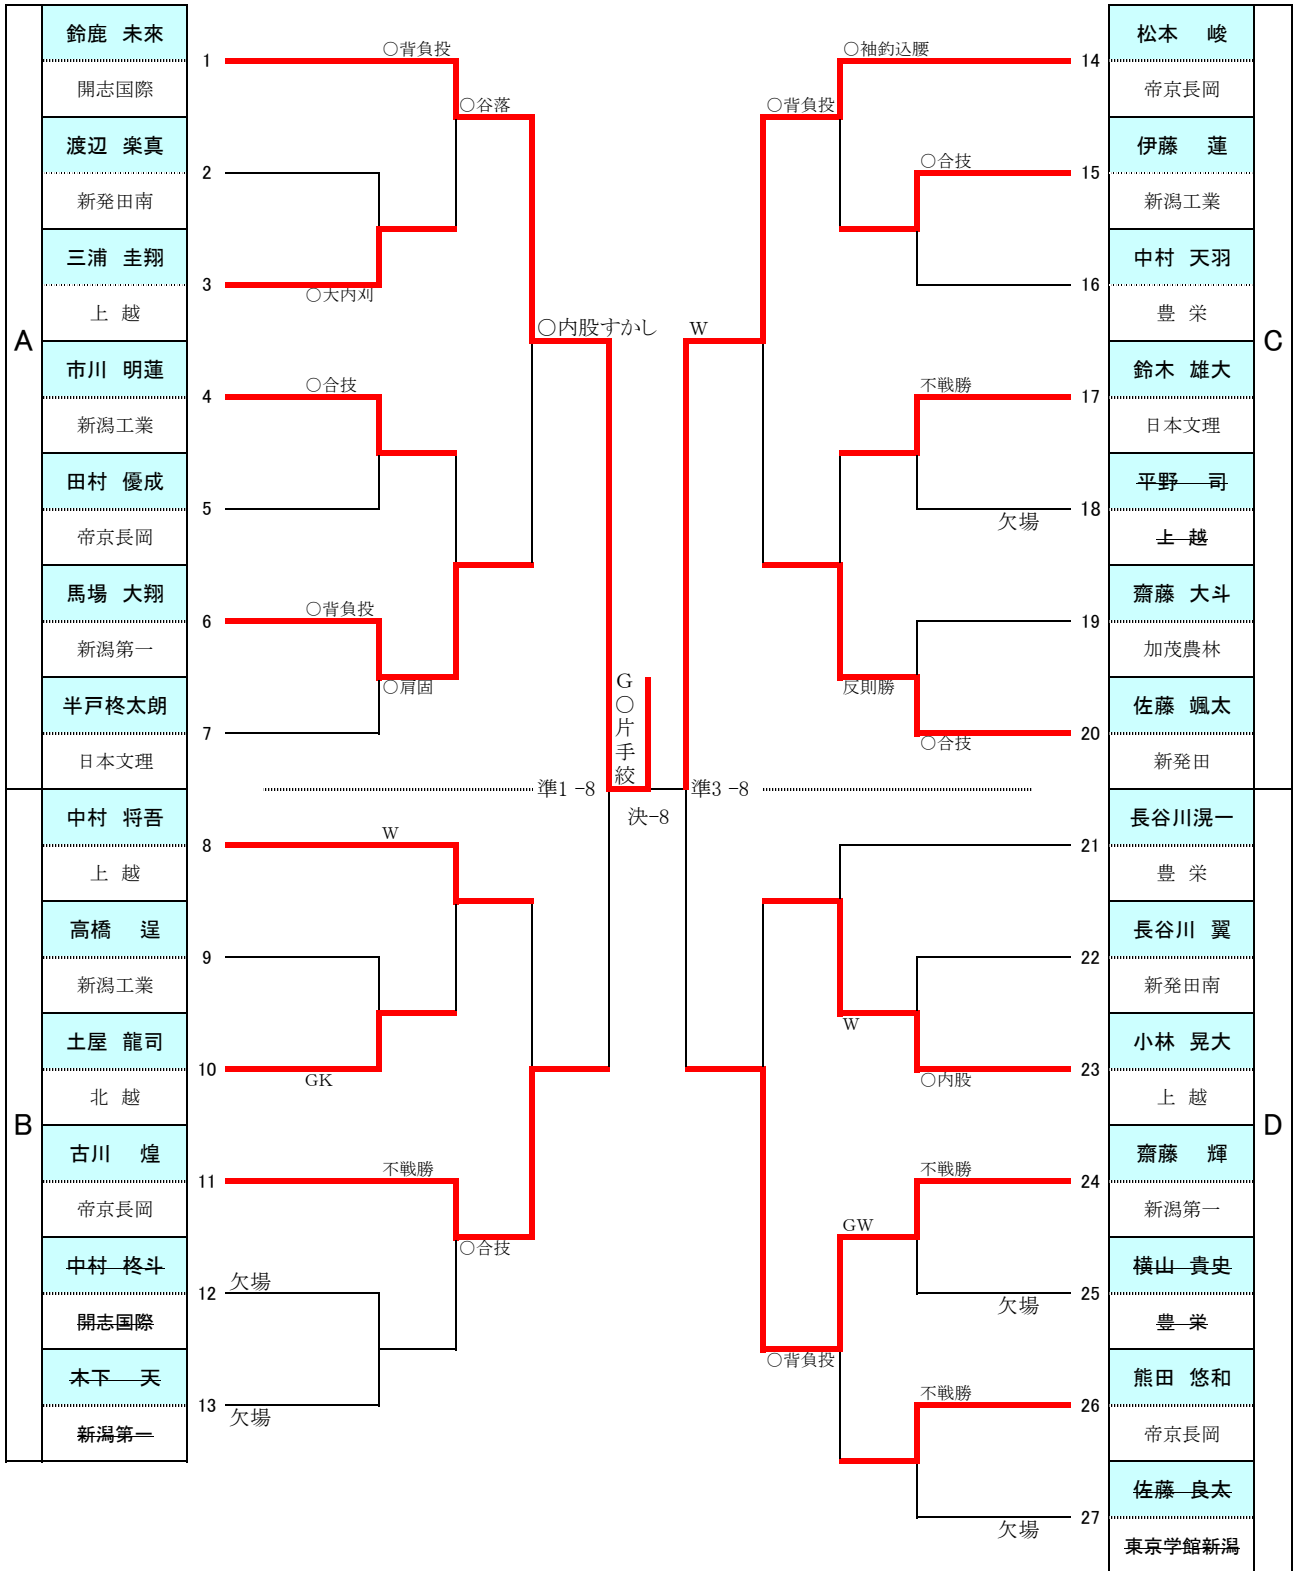 A
鈴鹿 未來
開志国際
1
○背負投
渡辺 楽真
新発田南
2
○谷落
三浦 圭翔
上 越
3
○大内刈
○内股すかし
市川 明蓮
新潟工業
4
○合技
田村 優成
帝京長岡
5
馬場 大翔
新潟第一
6
○背負投
○肩固
半戸柊太朗
日本文理
7
B
中村 将吾
上 越
8
W
高橋 逞
新潟工業
9
土屋 龍司
北 越
10
GK
古川 煌
帝京長岡
11
不戦勝
○合技
中村 柊斗
開志国際
12
欠場
木下 天
新潟第一
13
欠場
G○片手絞
準1 -8
決-8
準3 -8
C
松本 峻
帝京長岡
14
○袖釣込腰
○背負投
伊藤 蓮
新潟工業
15
○合技
中村 天羽
豊 栄
16
W
鈴木 雄大
日本文理
17
不戦勝
平野 司
上 越
18
欠場
齋藤 大斗
加茂農林
19
反則勝
佐藤 颯太
新発田
20
○合技
D
長谷川滉一
豊 栄
21
長谷川 翼
新発田南
22
W
小林 晃大
上 越
23
○内股
齋藤 輝
新潟第一
24
不戦勝
GW
横山 貴史
豊 栄
25
欠場
○背負投
熊田 悠和
帝京長岡
26
不戦勝
佐藤 良太
東京学館新潟
27
欠場